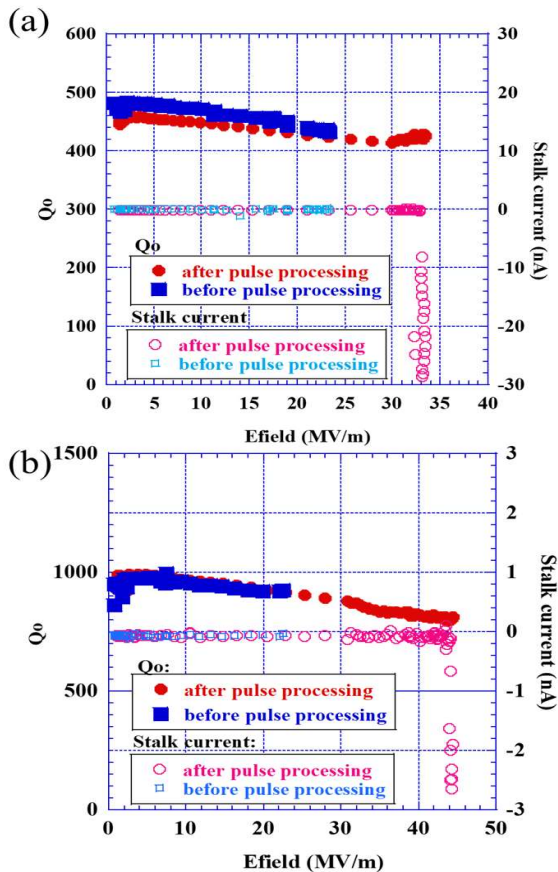 (a)
600
500
400
300
200
100
0
Qo
20
10
0
-10
-20
-30
Stalk current (nA)
Qo:
after pulse processing
before pulse processing
Stalk current
after pulse processing
before pulse processing
0 5 10 15 20 25 30 35 40
Efield (MV/m)
(b)
1500
1000
500
0
Qo
3
2
1
0
-1
-2
-3
Stalk current (nA)
Qo:
after pulse processing
before pulse processing
Stalk current:
after pulse processing
before pulse processing
0 10 20 30 40 50
Efield (MV/m)